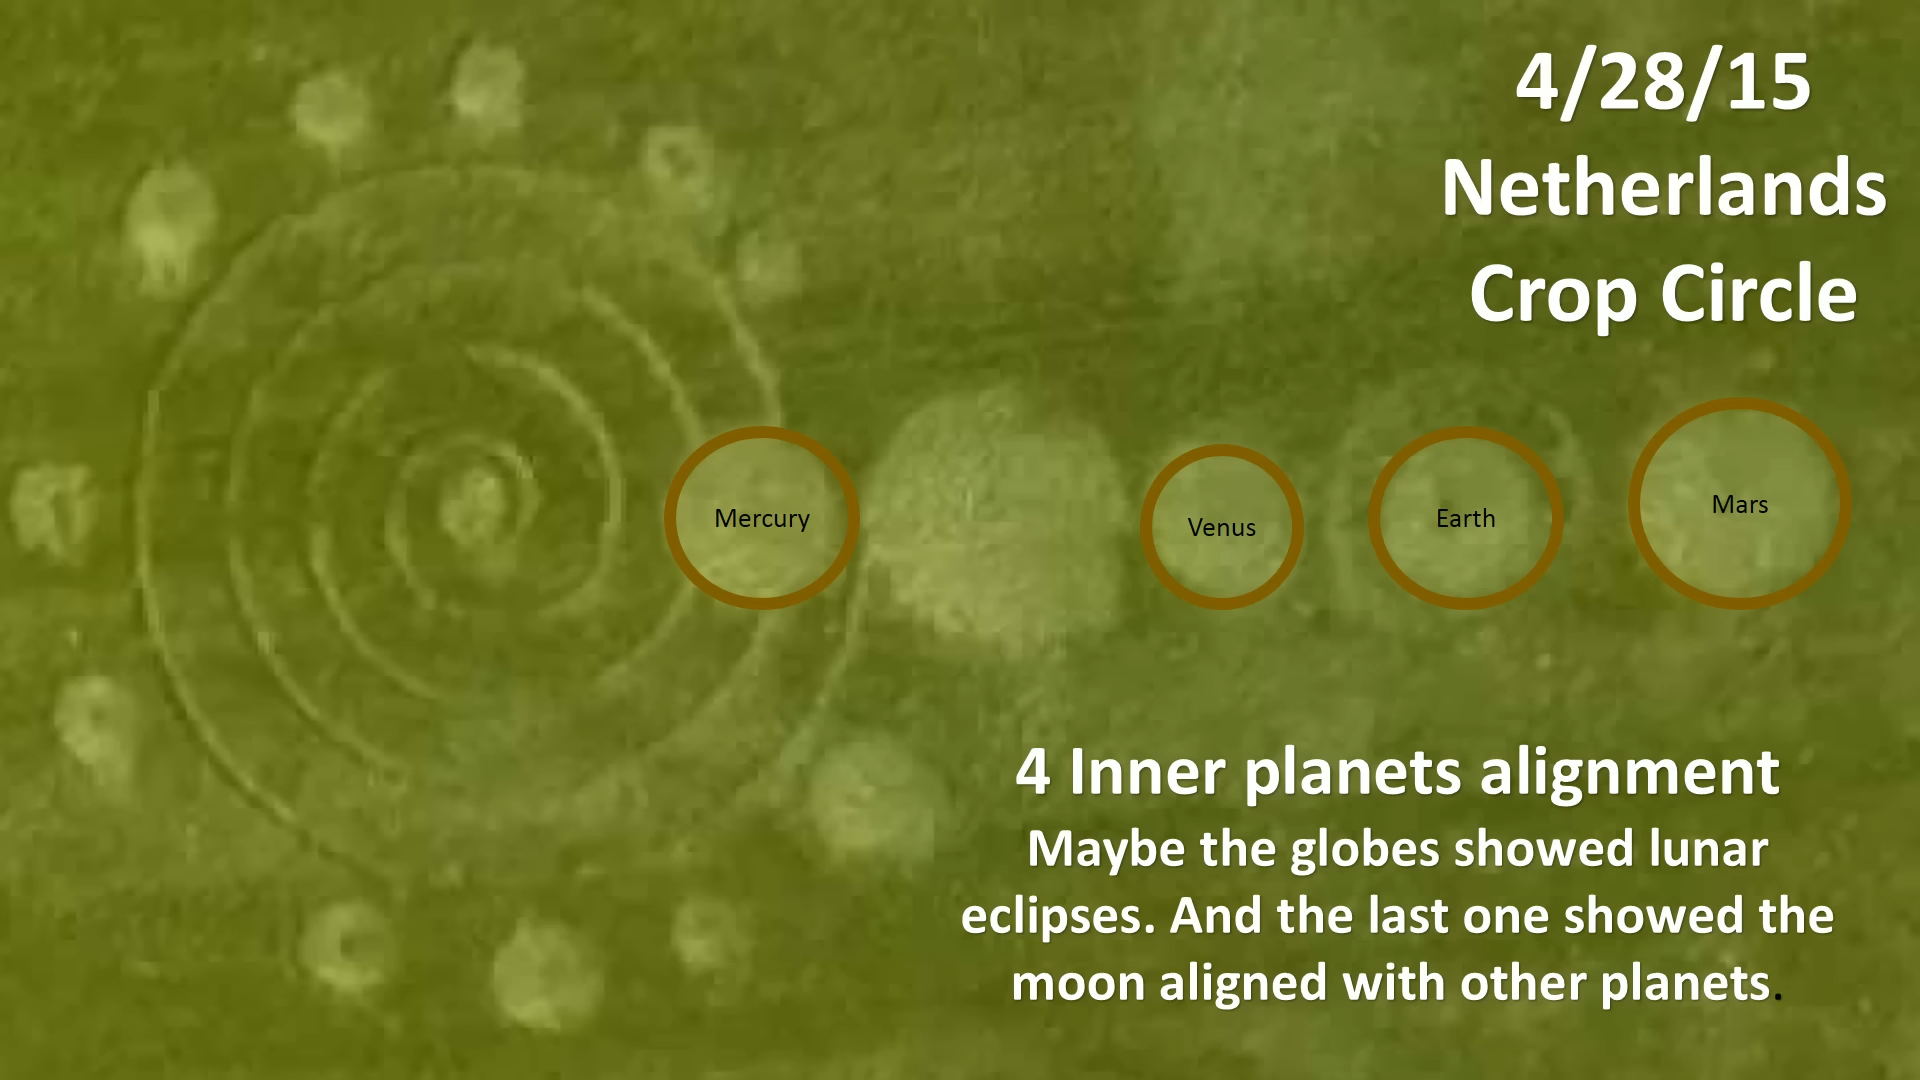 4/28/15
Netherlands
Crop Circle
Mercury
Venus
Earth
Mars
4 Inner planets alignment
Maybe the globes showed lunar
eclipses. And the last one showed the
moon aligned with other planets.